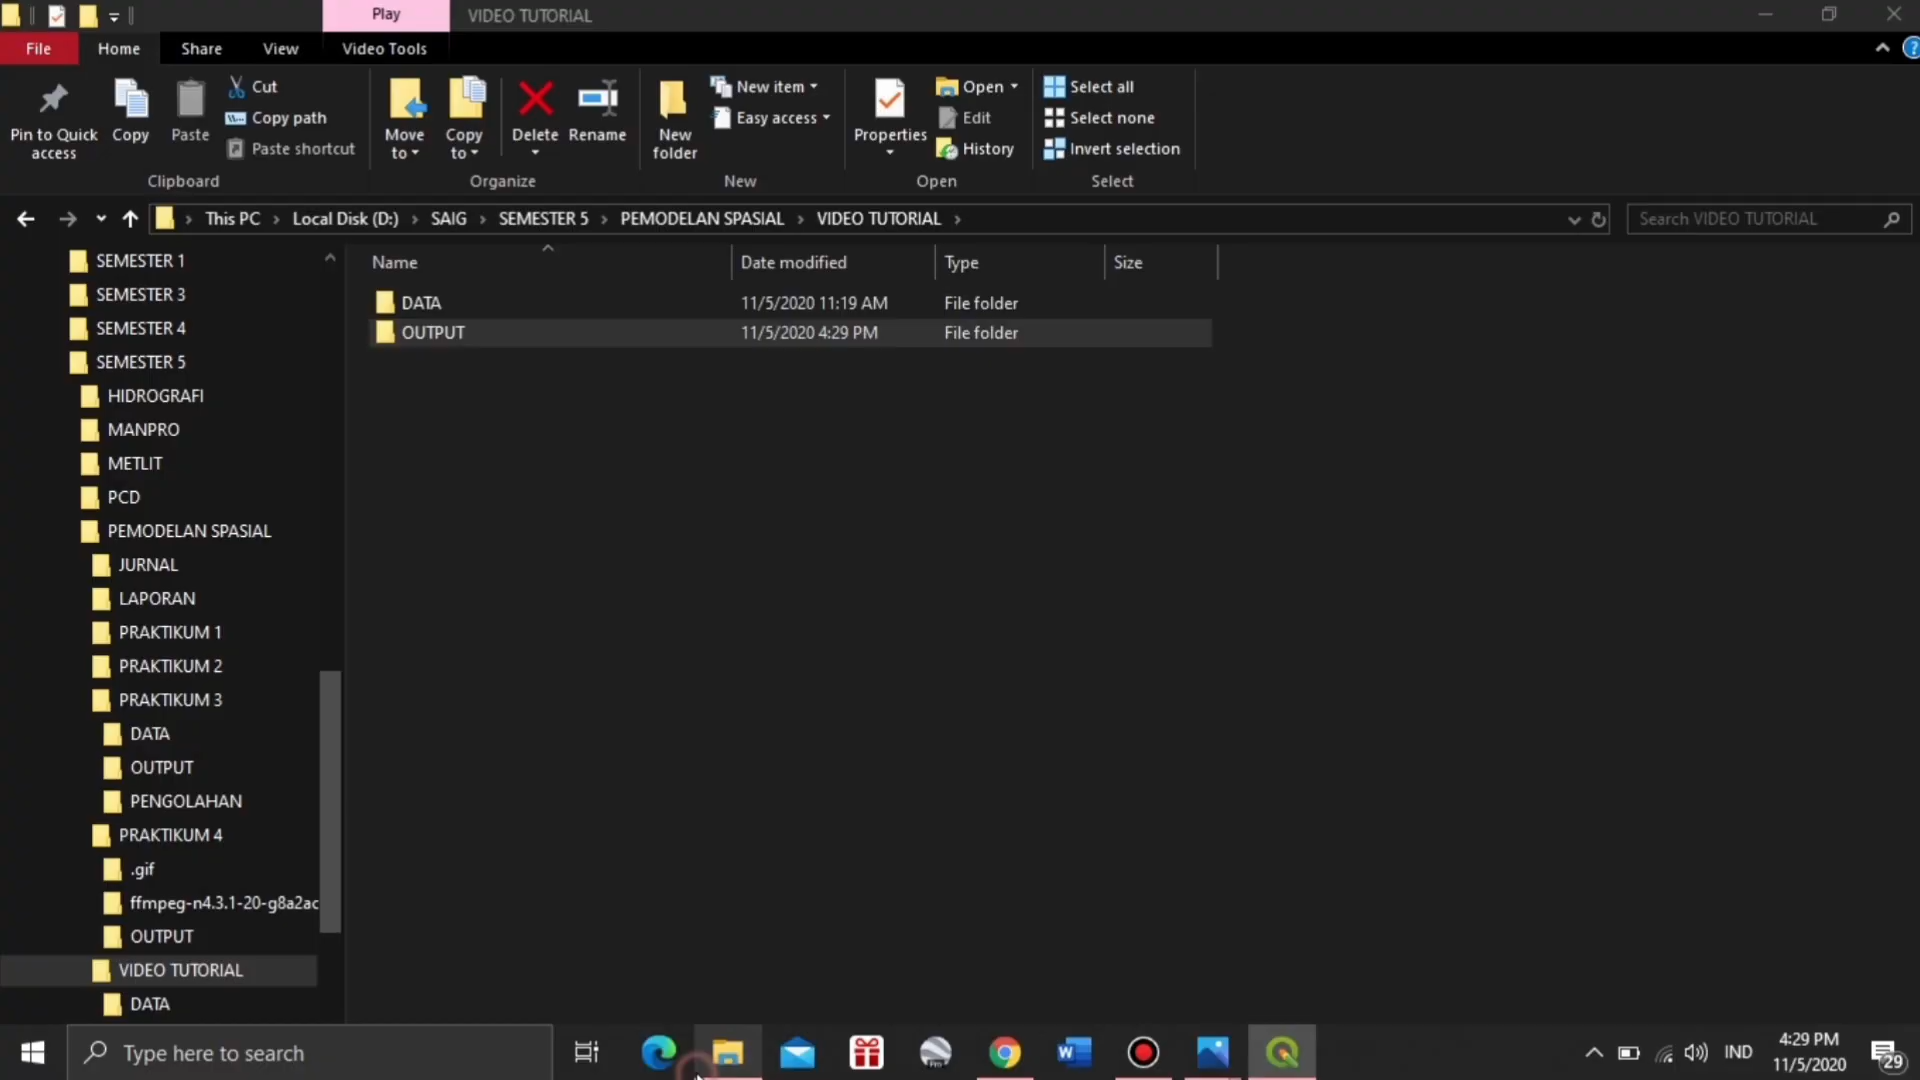 Play VIDEO TUTORIAL
File Home Share View Video Tools
Pin to Quick access
Copy
Paste
Cut
Copy path
Paste shortcut
Clipboard
Move to
Copy to
Delete
Rename
Organize
New folder
New item
Easy access
New
Properties
Open
Edit
History
Open
Select all
Select none
Invert selection
Select
This PC > Local Disk (D:) > SAIG > SEMESTER 5 > PEMODELAN SPASIAL > VIDEO TUTORIAL >
Search VIDEO TUTORIAL
SEMESTER 1
SEMESTER 3
SEMESTER 4
SEMESTER 5
HIDROGRAFI
MANPRO
METLIT
PCD
PEMODELAN SPASIAL
JURNAL
LAPORAN
PRAKTIKUM 1
PRAKTIKUM 2
PRAKTIKUM 3
DATA
OUTPUT
PENGOLAHAN
PRAKTIKUM 4
.gif
ffmpeg-n4.3.1-20-g8a2ac
OUTPUT
VIDEO TUTORIAL
DATA
Name Date modified Type Size
DATA 11/5/2020 11:19 AM File folder
OUTPUT 11/5/2020 4:29 PM File folder
Type here to search
IND
4:29 PM
11/5/2020
29